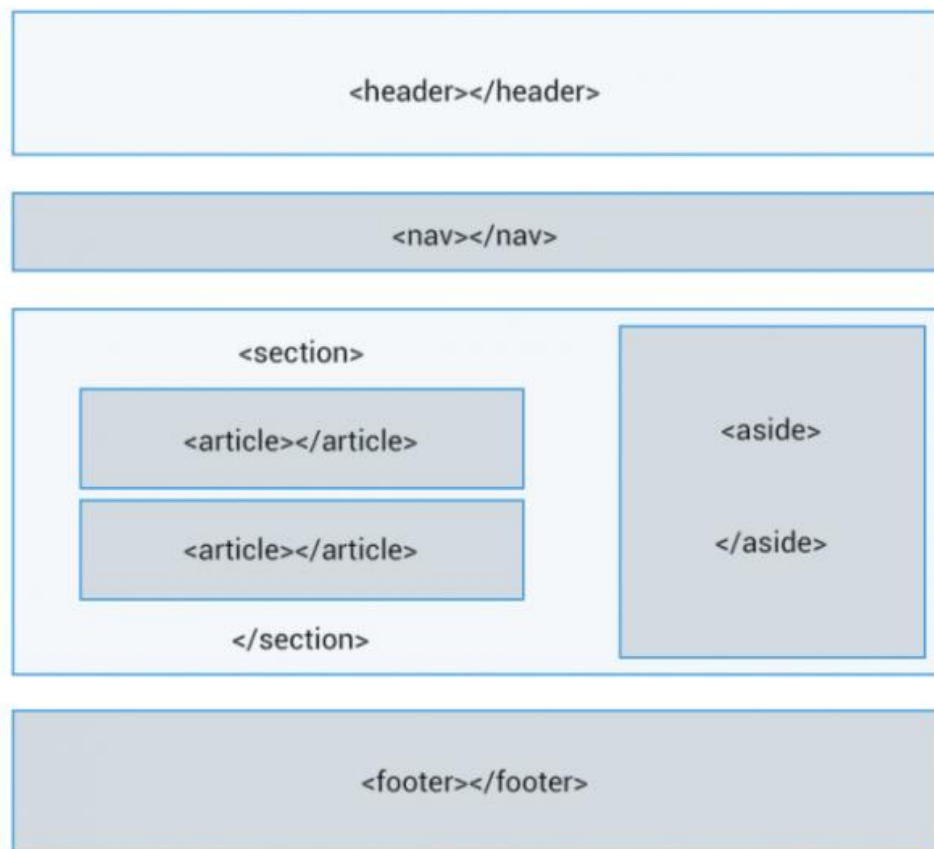 <header></header>
<nav></nav>
<section>
<article></article>
<article></article>
</section>
<aside>
</aside>
<footer></footer>